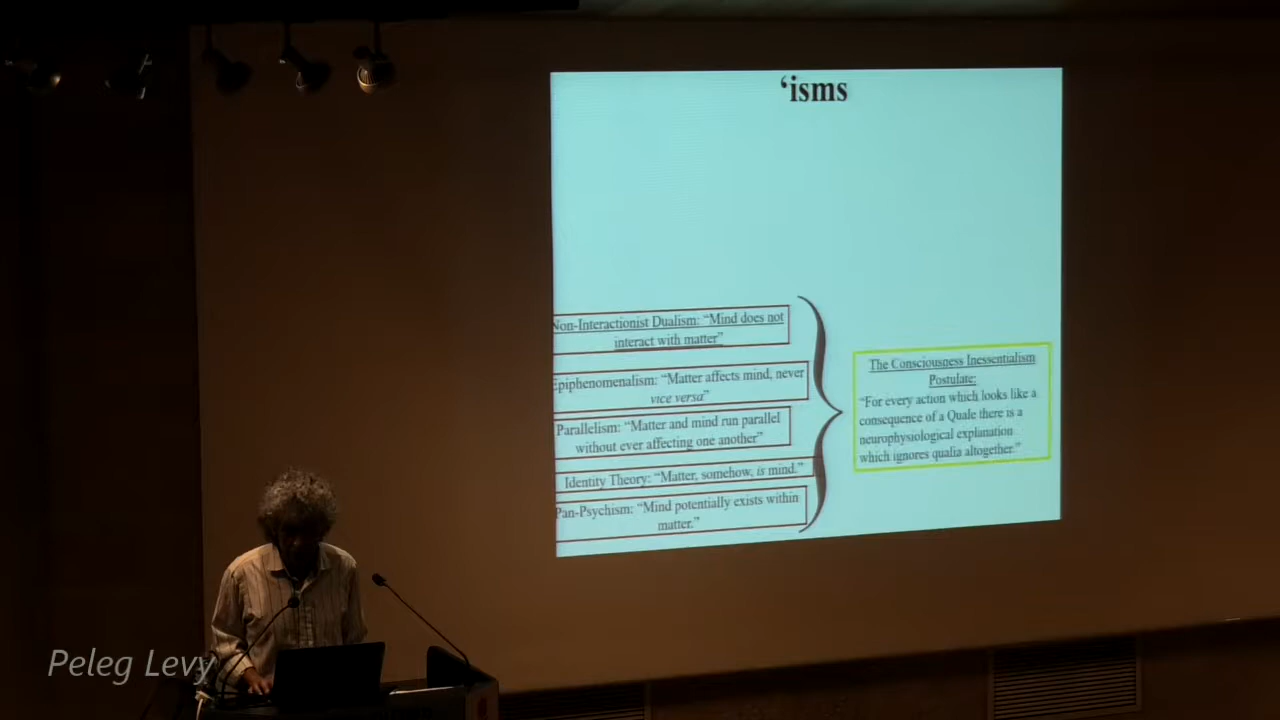 ‘isms
Non-Interactionist Dualism: “Mind does not
interact with matter”
Epiphenomenalism: “Matter affects mind, never
vice versa”
Parallelism: “Matter and mind run parallel
without ever affecting one another”
Identity Theory: “Matter, somehow, is mind.”
Pan-Psychism: “Mind potentially exists within
matter.”
The Consciousness Inessentialism
Postulate:
“For every action which looks like a
consequence of a Quale there is a
neurophysiological explanation
which ignores qualia altogether.”
Peleg Levy